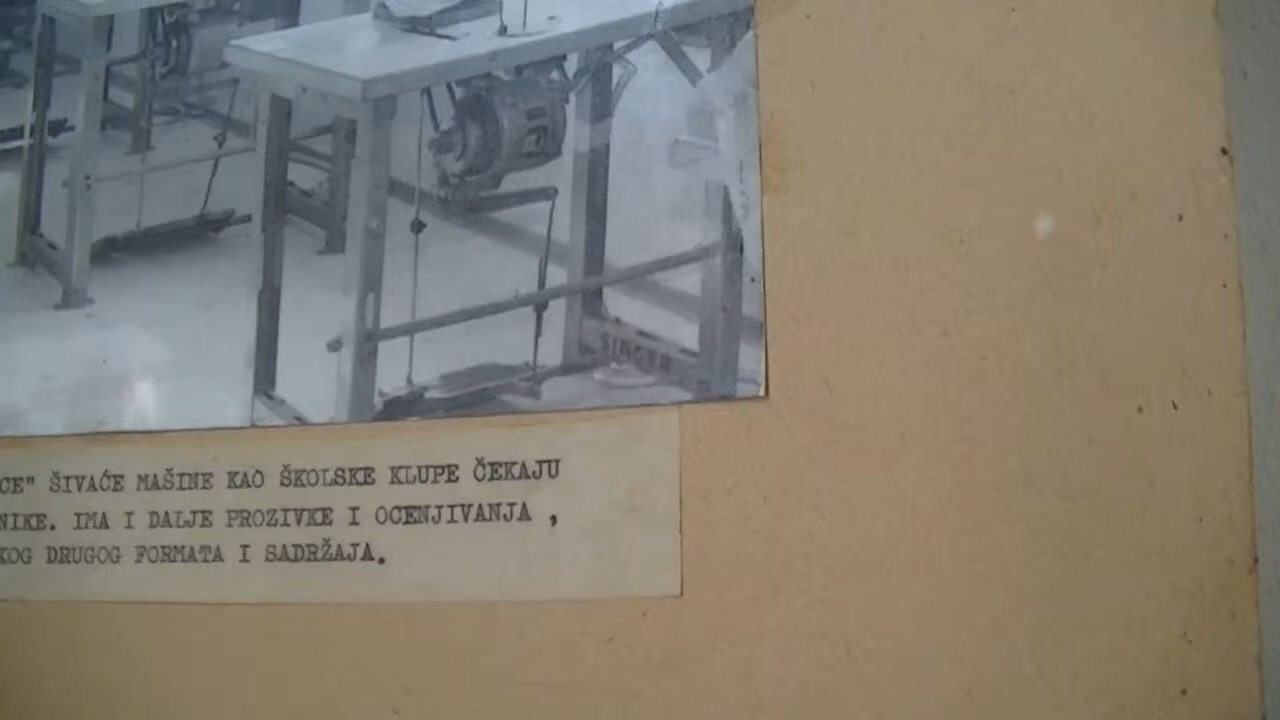 SINGER
CE" ŠIVAĆE MAŠINE KAO ŠKOLSKE KLUPE ČEKAJU
NIKE. IMA I DALJE PROZIVKE I OCENJIVANJA ,
KOG DRUGOG FORMATA I SADRŽAJA.